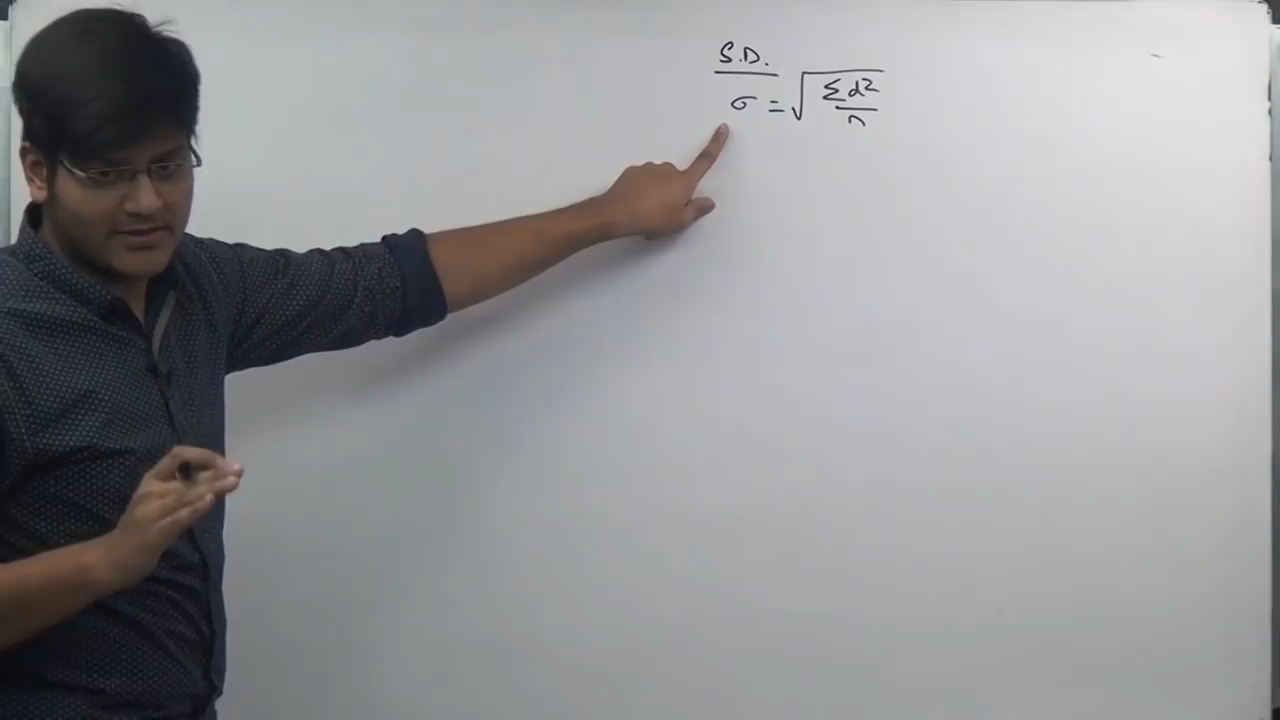 S.D.
σ = √(Σd²/n)